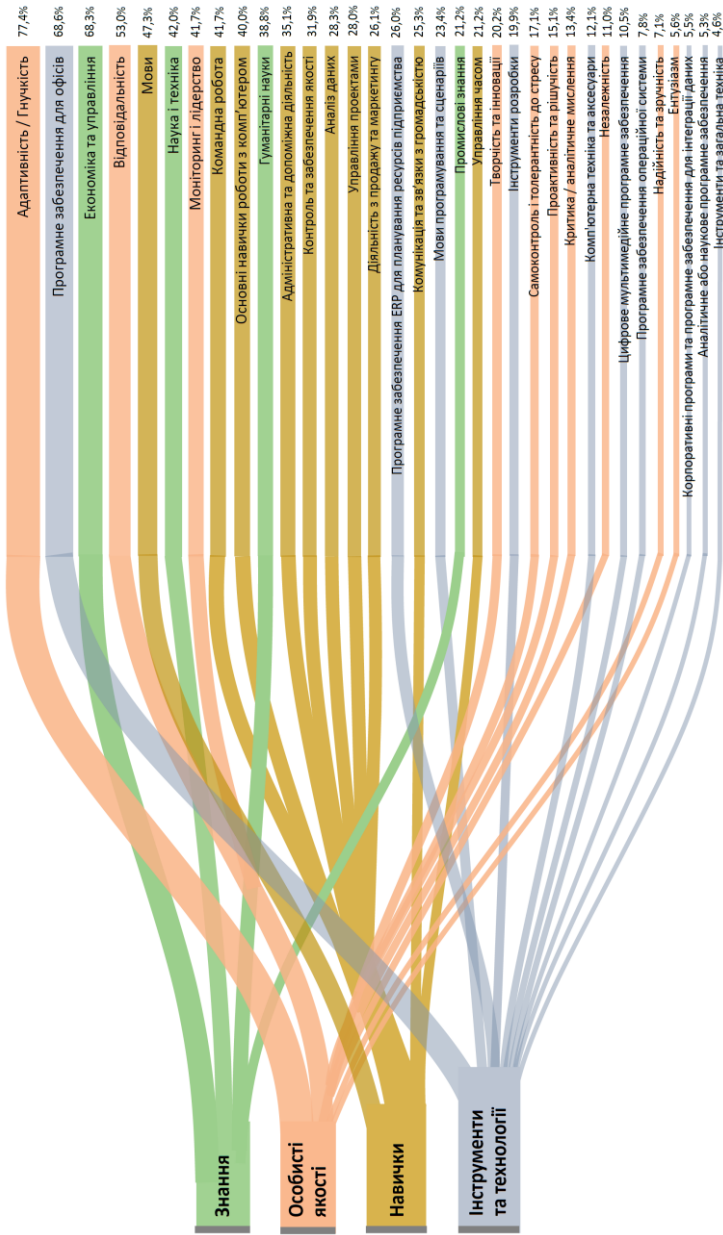 Знання
Особисті
якості
Навички
Інструменти
та технології
Адаптивність / Гнучкість 77,4%
Програмне забезпечення для офісів 68,6%
Економіка та управління 68,3%
Відповідальність 53,0%
Мови 47,3%
Наука і техніка 42,0%
Моніторинг і лідерство 41,7%
Командна робота 41,7%
Основні навички роботи з комп'ютером 40,0%
Гуманітарні науки 38,8%
Адміністративна та допоміжна діяльність 35,1%
Контроль та забезпечення якості 31,9%
Аналіз даних 28,3%
Управління проектами 28,0%
Діяльність з продажу та маркетингу 26,1%
Програмне забезпечення ERP для планування ресурсів підприємства 26,0%
Комунікація та зв'язки з громадськістю 25,3%
Мови програмування та сценаріїв 23,4%
Промислові знання 21,2%
Управління часом 21,2%
Творчість та інновації 20,2%
Інструменти розробки 19,9%
Самоконтроль і толерантність до стресу 17,1%
Проактивність та рішучість 15,1%
Критика / аналітичне мислення 13,4%
Комп'ютерна техніка та аксесуари 12,1%
Незалежність 11,0%
Цифрове мультимедійне програмне забезпечення 10,5%
Програмне забезпечення операційної системи 7,8%
Надійність та зручність 7,1%
Ентузіазм 5,6%
Корпоративні програми та програмне забезпечення для інтеграції даних 5,5%
Аналітичне або наукове програмне забезпечення 5,3%
Інструменти та загальна техніка 4,6%